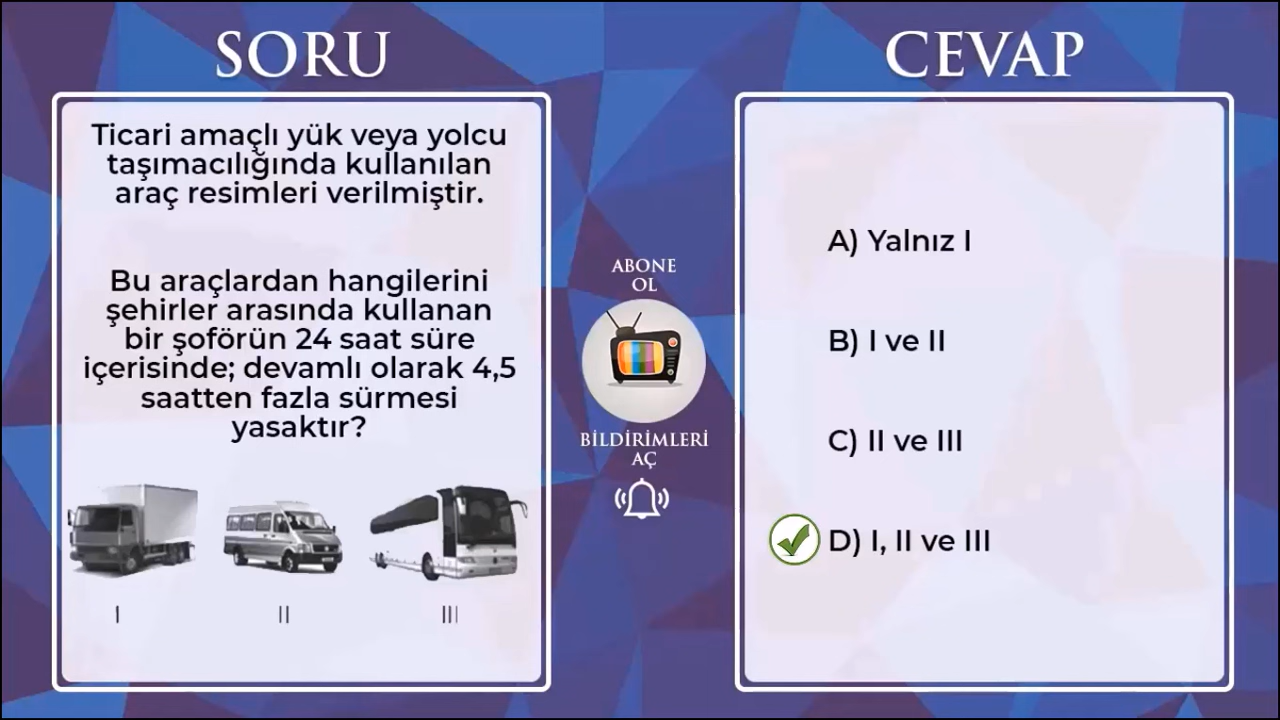 SORU
Ticari amaçlı yük veya yolcu
taşımacılığında kullanılan
araç resimleri verilmiştir.
Bu araçlardan hangilerini
şehirler arasında kullanan
bir şoförün 24 saat süre
içerisinde; devamlı olarak 4,5
saatten fazla sürmesi
yasaktır?
I
II
III
ABONE
OL
BİLDİRİMLERİ
AÇ
CEVAP
A) Yalnız I
B) I ve II
C) II ve III
D) I, II ve III